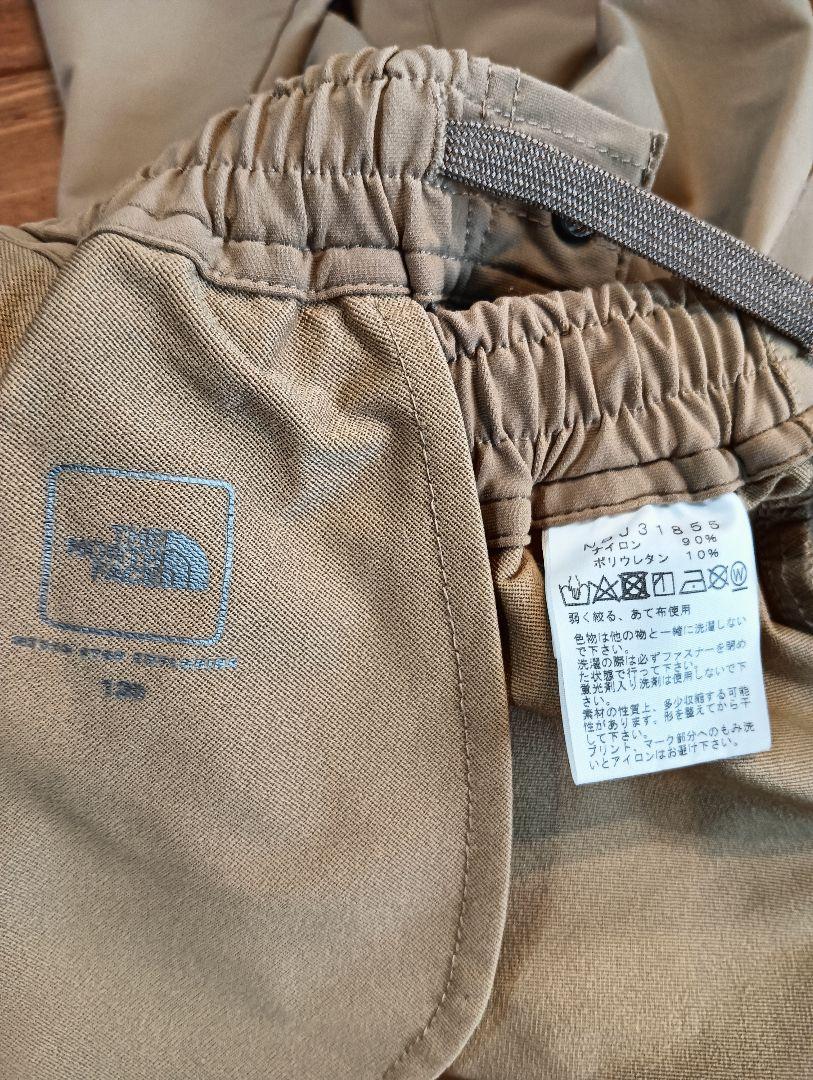 THE
NORTH
FACE
NEVER STOP EXPLORING
NBJ31855
ナイロン 90%
ポリウレタン 10%
弱く絞る、あて布使用
色物は他の物と一緒に洗濯しない
で下さい。
洗濯の際は必ずファスナーを閉め
た状態で行って下さい。
蛍光剤入り洗剤は使用しないで下
さい。
素材の性質上、多少収縮する可能
性があります。形を整えてから干
して下さい。
プリント、マーク部分へのもみ洗
いとアイロンはお避け下さい。